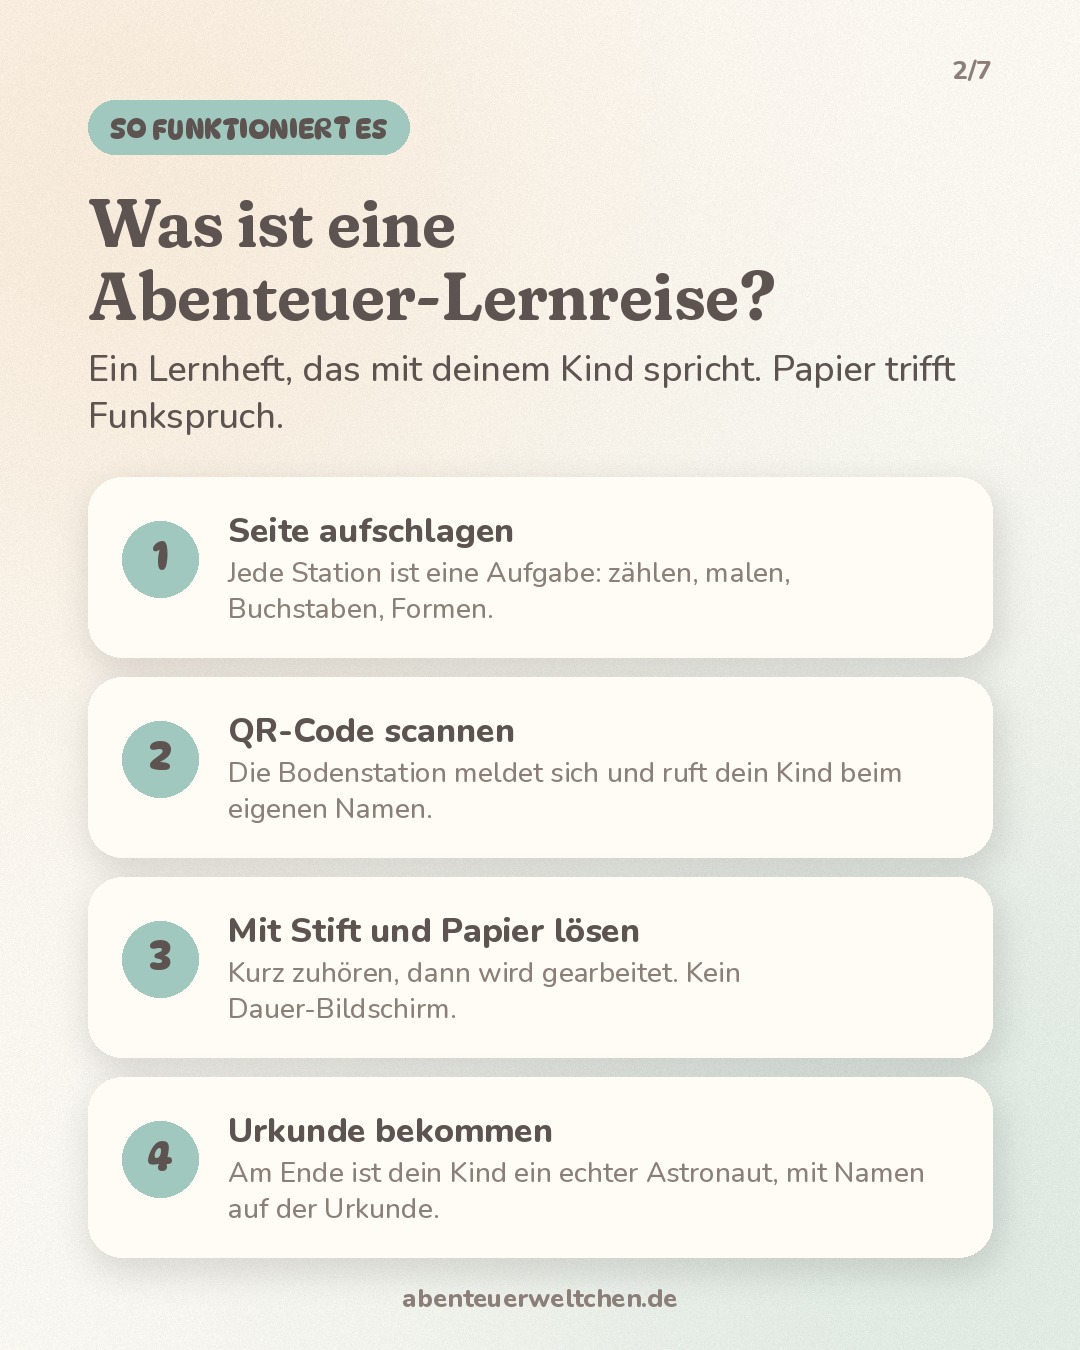 2/7
SO FUNKTIONIERT ES
Was ist eine
Abenteuer-Lernreise?
Ein Lernheft, das mit deinem Kind spricht. Papier trifft
Funkspruch.
1
Seite aufschlagen
Jede Station ist eine Aufgabe: zählen, malen,
Buchstaben, Formen.
2
QR-Code scannen
Die Bodenstation meldet sich und ruft dein Kind beim
eigenen Namen.
3
Mit Stift und Papier lösen
Kurz zuhören, dann wird gearbeitet. Kein
Dauer-Bildschirm.
4
Urkunde bekommen
Am Ende ist dein Kind ein echter Astronaut, mit Namen
auf der Urkunde.
abenteuerweltchen.de